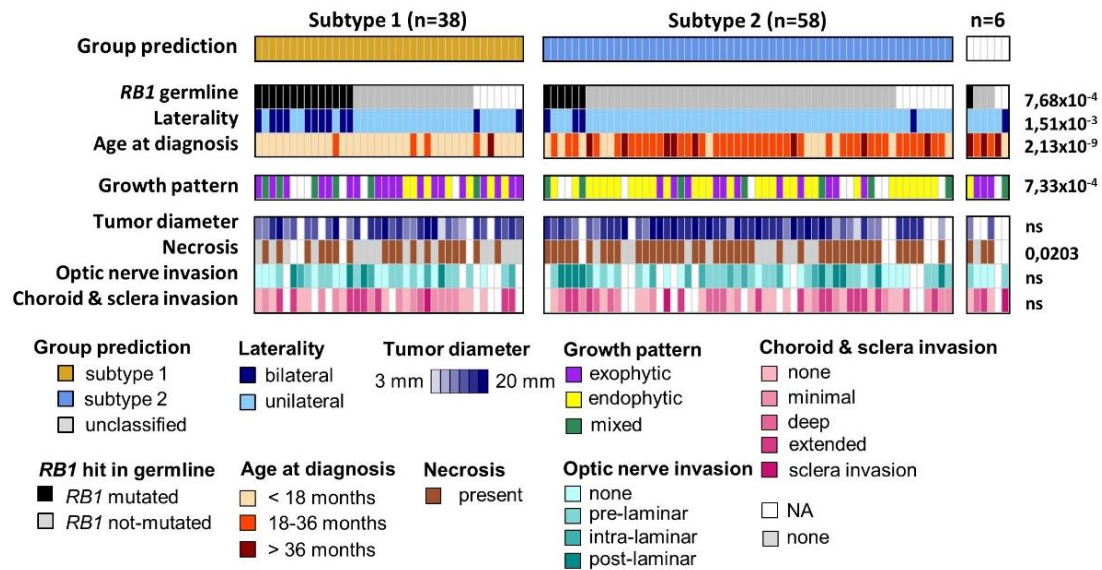 Subtype 1 (n=38) Subtype 2 (n=58) n=6
Group prediction
RB1 germline 7,68x10-4
Laterality 1,51x10-3
Age at diagnosis 2,13x10-9
Growth pattern 7,33x10-4
Tumor diameter ns
Necrosis 0,0203
Optic nerve invasion ns
Choroid & sclera invasion ns
Group prediction
subtype 1
subtype 2
unclassified
Laterality
bilateral
unilateral
Tumor diameter
3 mm 20 mm
Growth pattern
exophytic
endophytic
mixed
Choroid & sclera invasion
none
minimal
deep
extended
sclera invasion
RB1 hit in germline
RB1 mutated
RB1 not-mutated
Age at diagnosis
< 18 months
18-36 months
> 36 months
Necrosis
present
Optic nerve invasion
none
pre-laminar
intra-laminar
post-laminar
NA
none